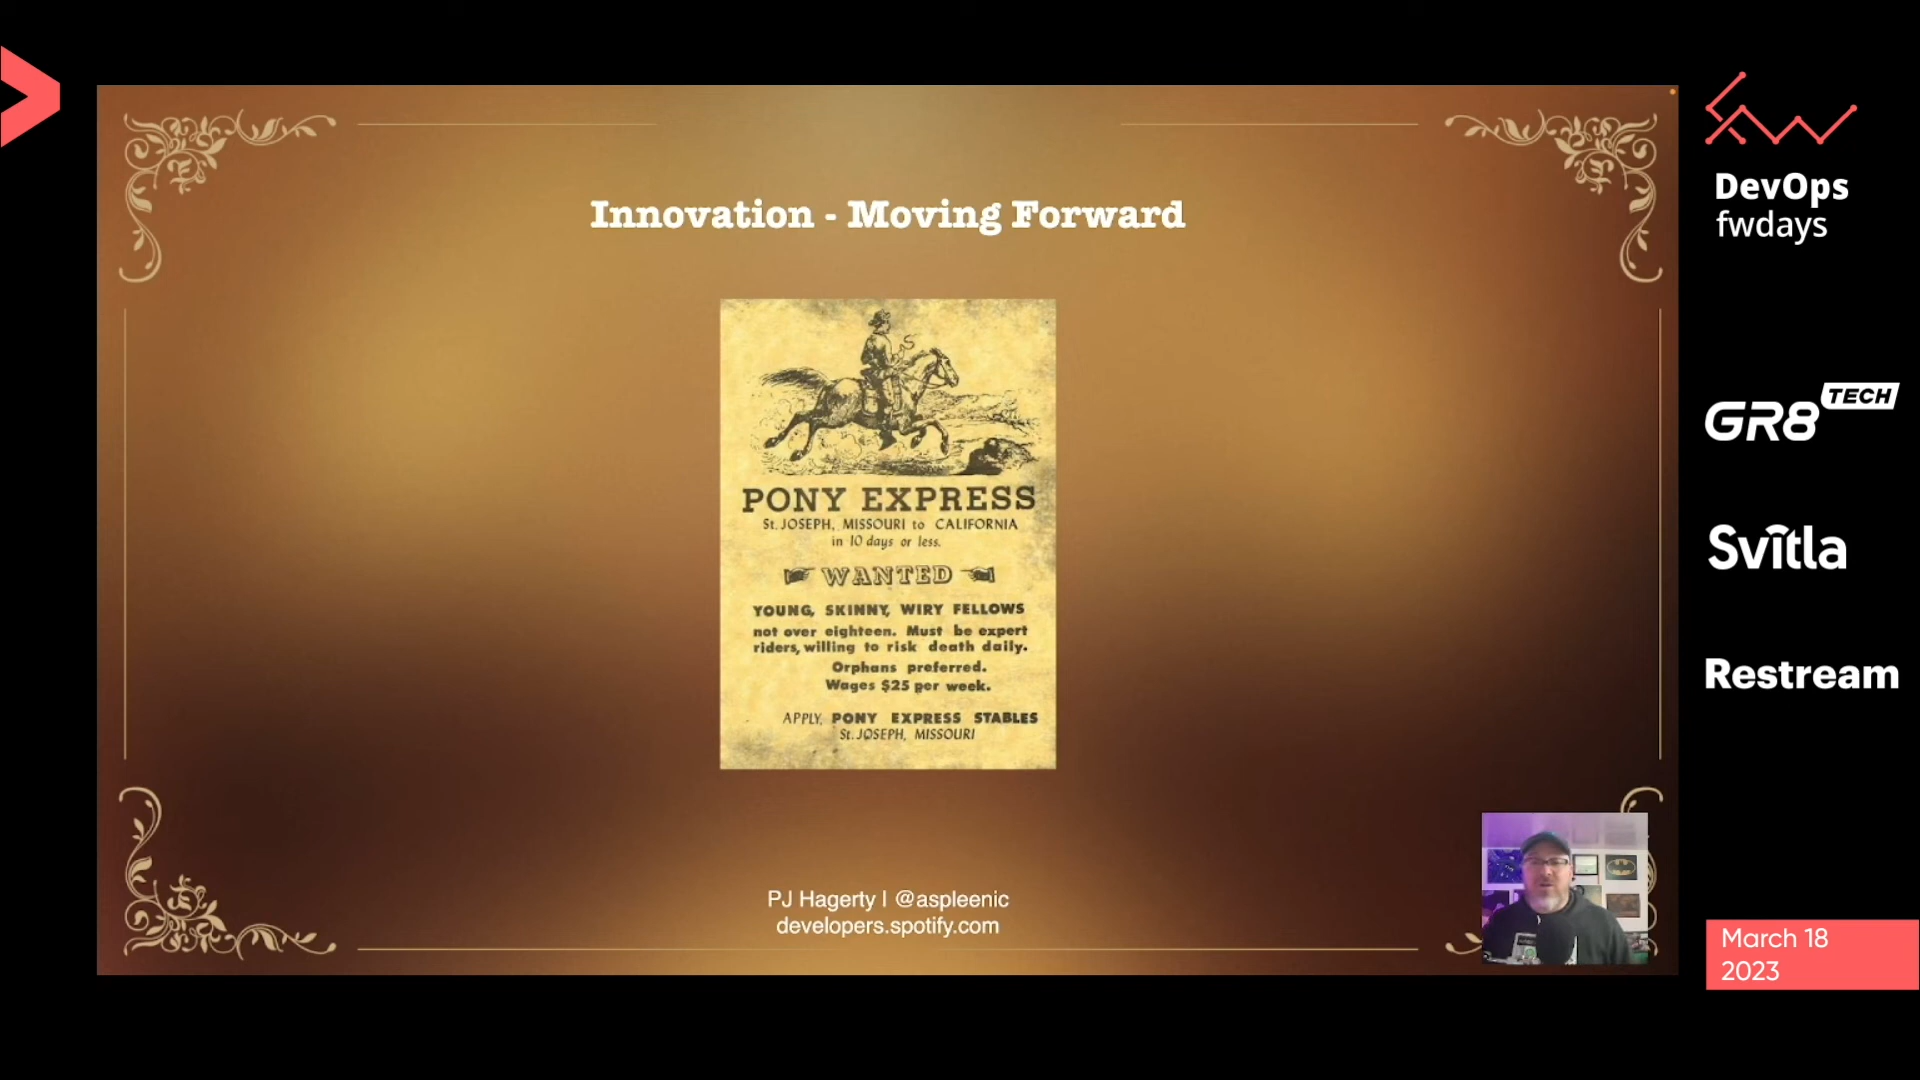 Innovation - Moving Forward
PONY EXPRESS
St. JOSEPH, MISSOURI to CALIFORNIA
in 10 days or less.
WANTED
YOUNG, SKINNY, WIRY FELLOWS
not over eighteen. Must be expert
riders, willing to risk death daily.
Orphans preferred.
Wages $25 per week.
APPLY, PONY EXPRESS STABLES
St. JOSEPH, MISSOURI
PJ Hagerty | @aspleenic
developers.spotify.com
DevOps
fwdays
GR8 TECH
Svitla
Restream
March 18
2023